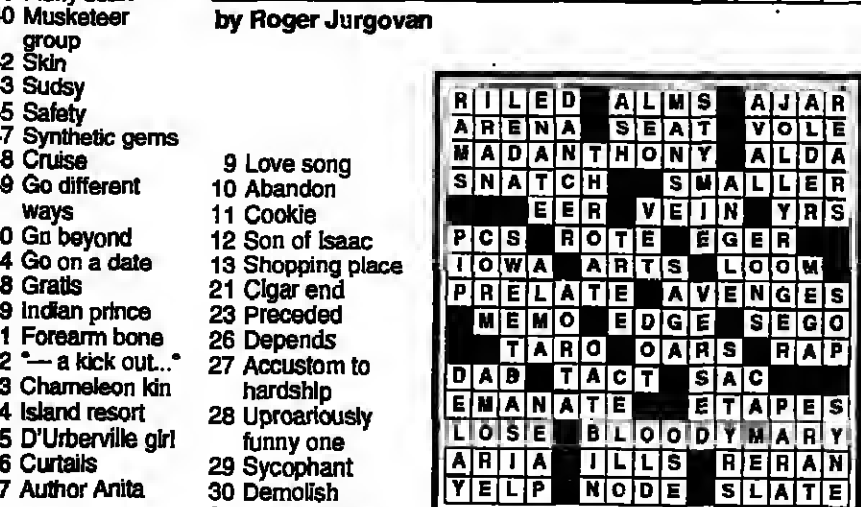 0 Musketeer
group
2 Skin
3 Sudsy
5 Safety
7 Synthetic gems
8 Cruise
9 Go different
ways
0 Go beyond
4 Go on a date
8 Gratis
9 Indian prince
1 Forearm bone
2 "— a kick out..."
3 Chameleon kin
4 Island resort
5 D'Urberville girl
6 Curtails
7 Author Anita
by Roger Jurgovan
9 Love song
10 Abandon
11 Cookie
12 Son of Isaac
13 Shopping place
21 Cigar end
23 Preceded
26 Depends
27 Accustom to
hardship
28 Uproariously
funny one
29 Sycophant
30 Demolish
RILED ALMS AJAR
ARENA SEAT VOLE
MADANTHONY ALDA
SNATCH SMALLER
EER VEIN YRS
PCS ROTE EGER
IOWA ARTS LOOM
PRELATE AVENGES
MEMO EDGE SEGO
TARO OARS RAP
DAB TACT SAC
EMANATE ETAPES
LOSE BLOODYMARY
ARIA ILLS RERAN
YELP NODE SLATE